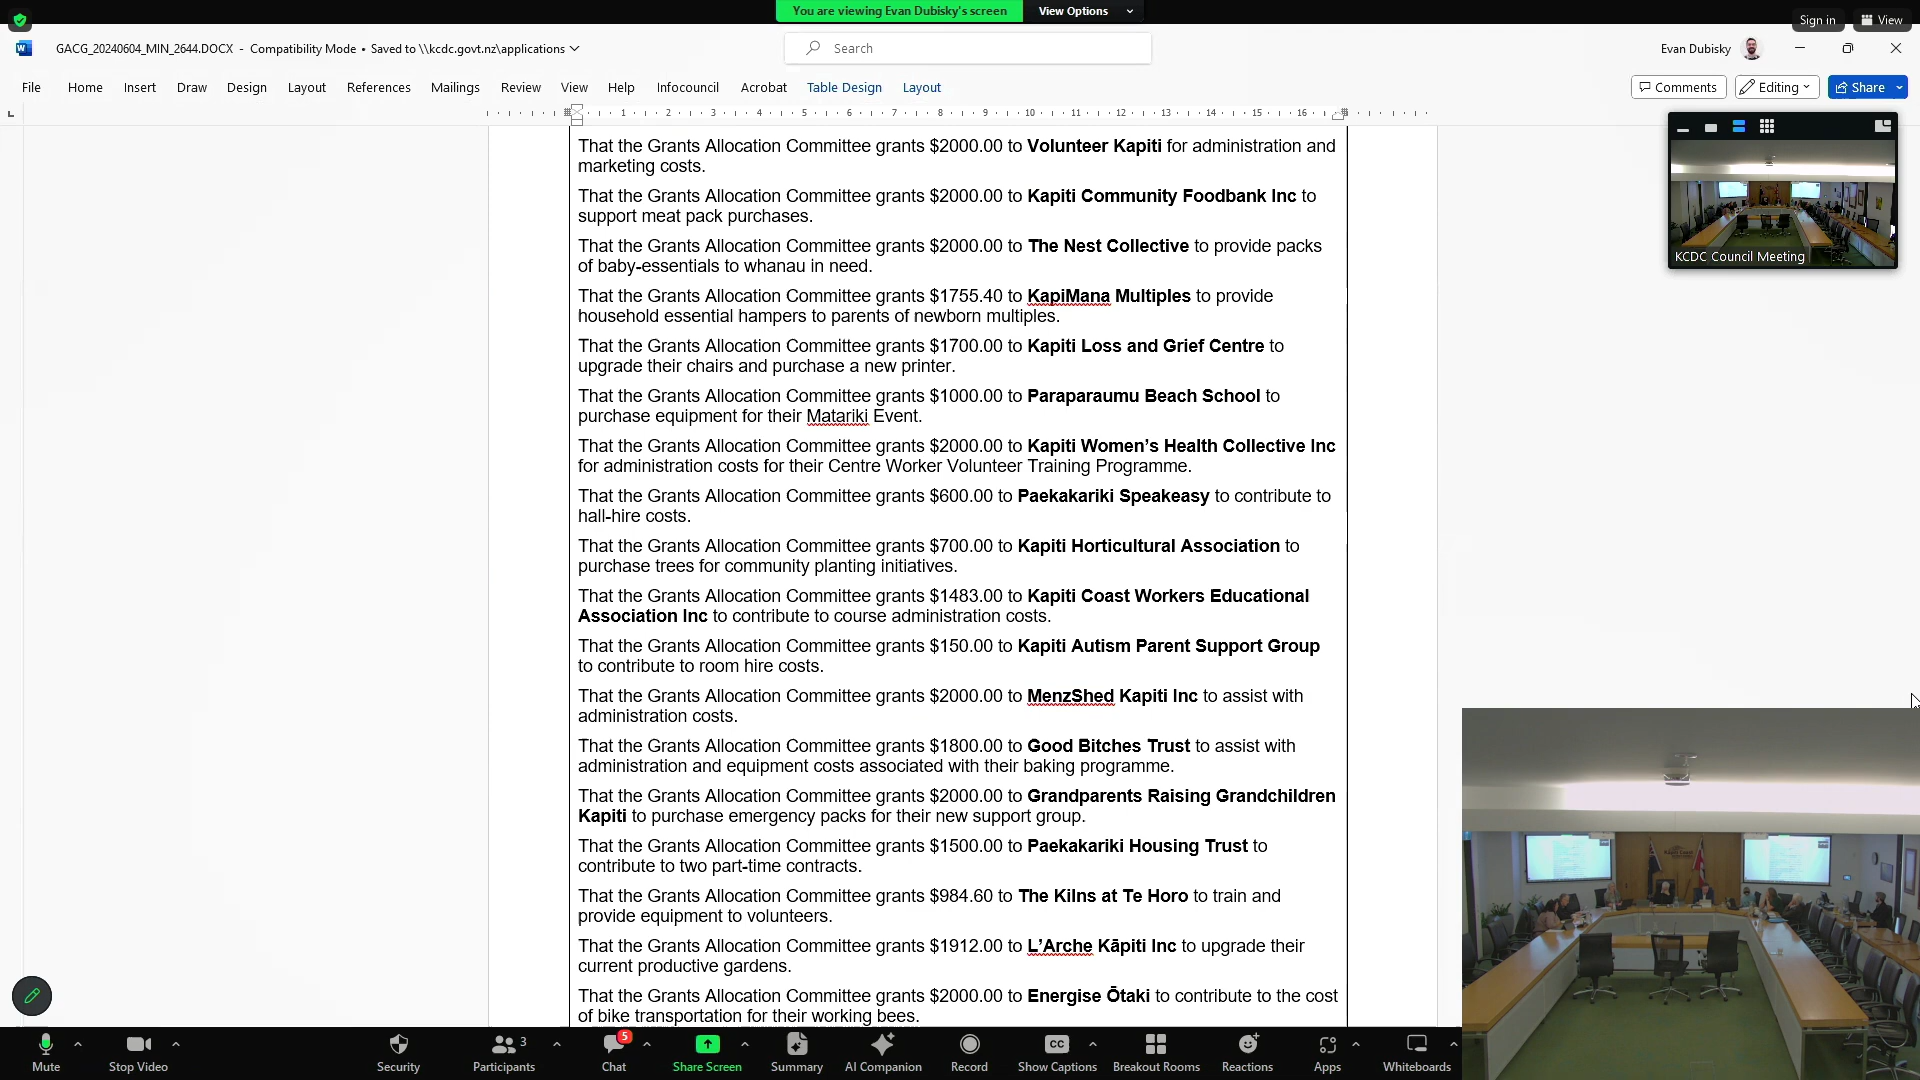 You are viewing Evan Dubisky's screen
View Options
Sign in
View
GACG_20240604_MIN_2644.DOCX - Compatibility Mode • Saved to \\kcdc.govt.nz\applications
Search
Evan Dubisky
File Home Insert Draw Design Layout References Mailings Review View Help Infocouncil Acrobat Table Design Layout
Comments Editing Share
1 2 3 4 5 6 7 8 9 10 11 12 13 14 15 16
That the Grants Allocation Committee grants $2000.00 to Volunteer Kapiti for administration and
marketing costs.
That the Grants Allocation Committee grants $2000.00 to Kapiti Community Foodbank Inc to
support meat pack purchases.
That the Grants Allocation Committee grants $2000.00 to The Nest Collective to provide packs
of baby-essentials to whanau in need.
That the Grants Allocation Committee grants $1755.40 to KapiMana Multiples to provide
household essential hampers to parents of newborn multiples.
That the Grants Allocation Committee grants $1700.00 to Kapiti Loss and Grief Centre to
upgrade their chairs and purchase a new printer.
That the Grants Allocation Committee grants $1000.00 to Paraparaumu Beach School to
purchase equipment for their Matariki Event.
That the Grants Allocation Committee grants $2000.00 to Kapiti Women’s Health Collective Inc
for administration costs for their Centre Worker Volunteer Training Programme.
That the Grants Allocation Committee grants $600.00 to Paekakariki Speakeasy to contribute to
hall-hire costs.
That the Grants Allocation Committee grants $700.00 to Kapiti Horticultural Association to
purchase trees for community planting initiatives.
That the Grants Allocation Committee grants $1483.00 to Kapiti Coast Workers Educational
Association Inc to contribute to course administration costs.
That the Grants Allocation Committee grants $150.00 to Kapiti Autism Parent Support Group
to contribute to room hire costs.
That the Grants Allocation Committee grants $2000.00 to MenzShed Kapiti Inc to assist with
administration costs.
That the Grants Allocation Committee grants $1800.00 to Good Bitches Trust to assist with
administration and equipment costs associated with their baking programme.
That the Grants Allocation Committee grants $2000.00 to Grandparents Raising Grandchildren
Kapiti to purchase emergency packs for their new support group.
That the Grants Allocation Committee grants $1500.00 to Paekakariki Housing Trust to
contribute to two part-time contracts.
That the Grants Allocation Committee grants $984.60 to The Kilns at Te Horo to train and
provide equipment to volunteers.
That the Grants Allocation Committee grants $1912.00 to L’Arche Kāpiti Inc to upgrade their
current productive gardens.
That the Grants Allocation Committee grants $2000.00 to Energise Ōtaki to contribute to the cost
of bike transportation for their working bees.
KCDC Council Meeting
Mute Stop Video Security Participants 3 Chat 5 Share Screen Summary AI Companion Record CC Show Captions Breakout Rooms Reactions Apps Whiteboards